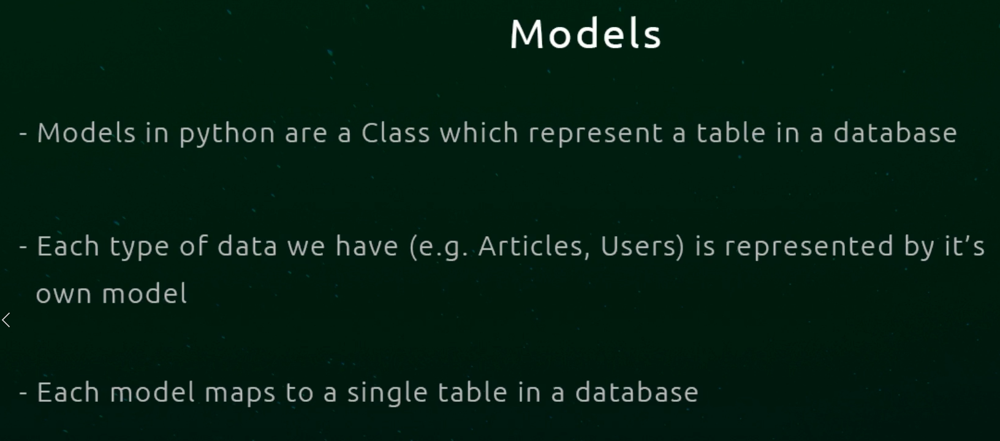 Models
- Models in python are a Class which represent a table in a database
- Each type of data we have (e.g. Articles, Users) is represented by it’s
own model
- Each model maps to a single table in a database